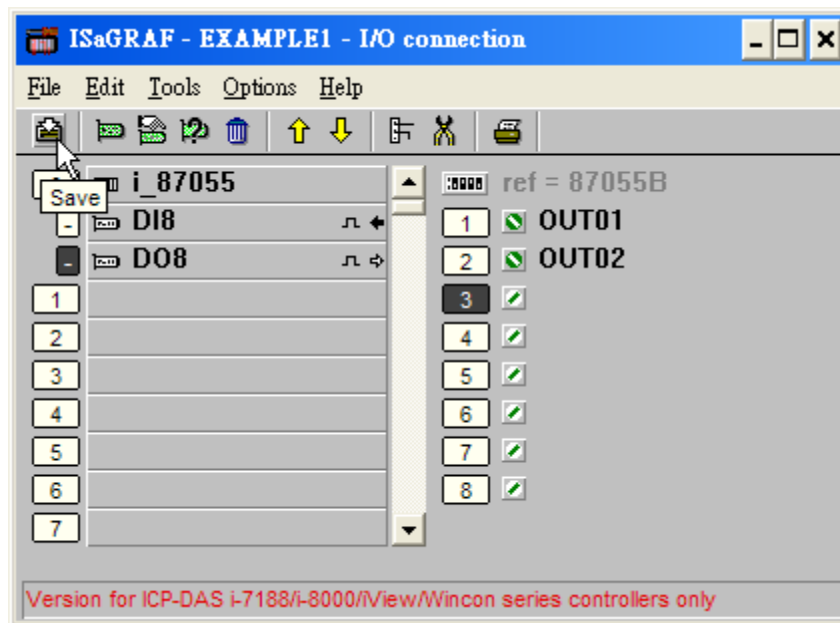 ISaGRAF - EXAMPLE1 - I/O connection
File Edit Tools Options Help
Save
i_87055
DI8
DO8
1
2
3
4
5
6
7
ref = 87055B
1 OUT01
2 OUT02
3
4
5
6
7
8
Version for ICP-DAS i-7188/i-8000/iView/Wincon series controllers only